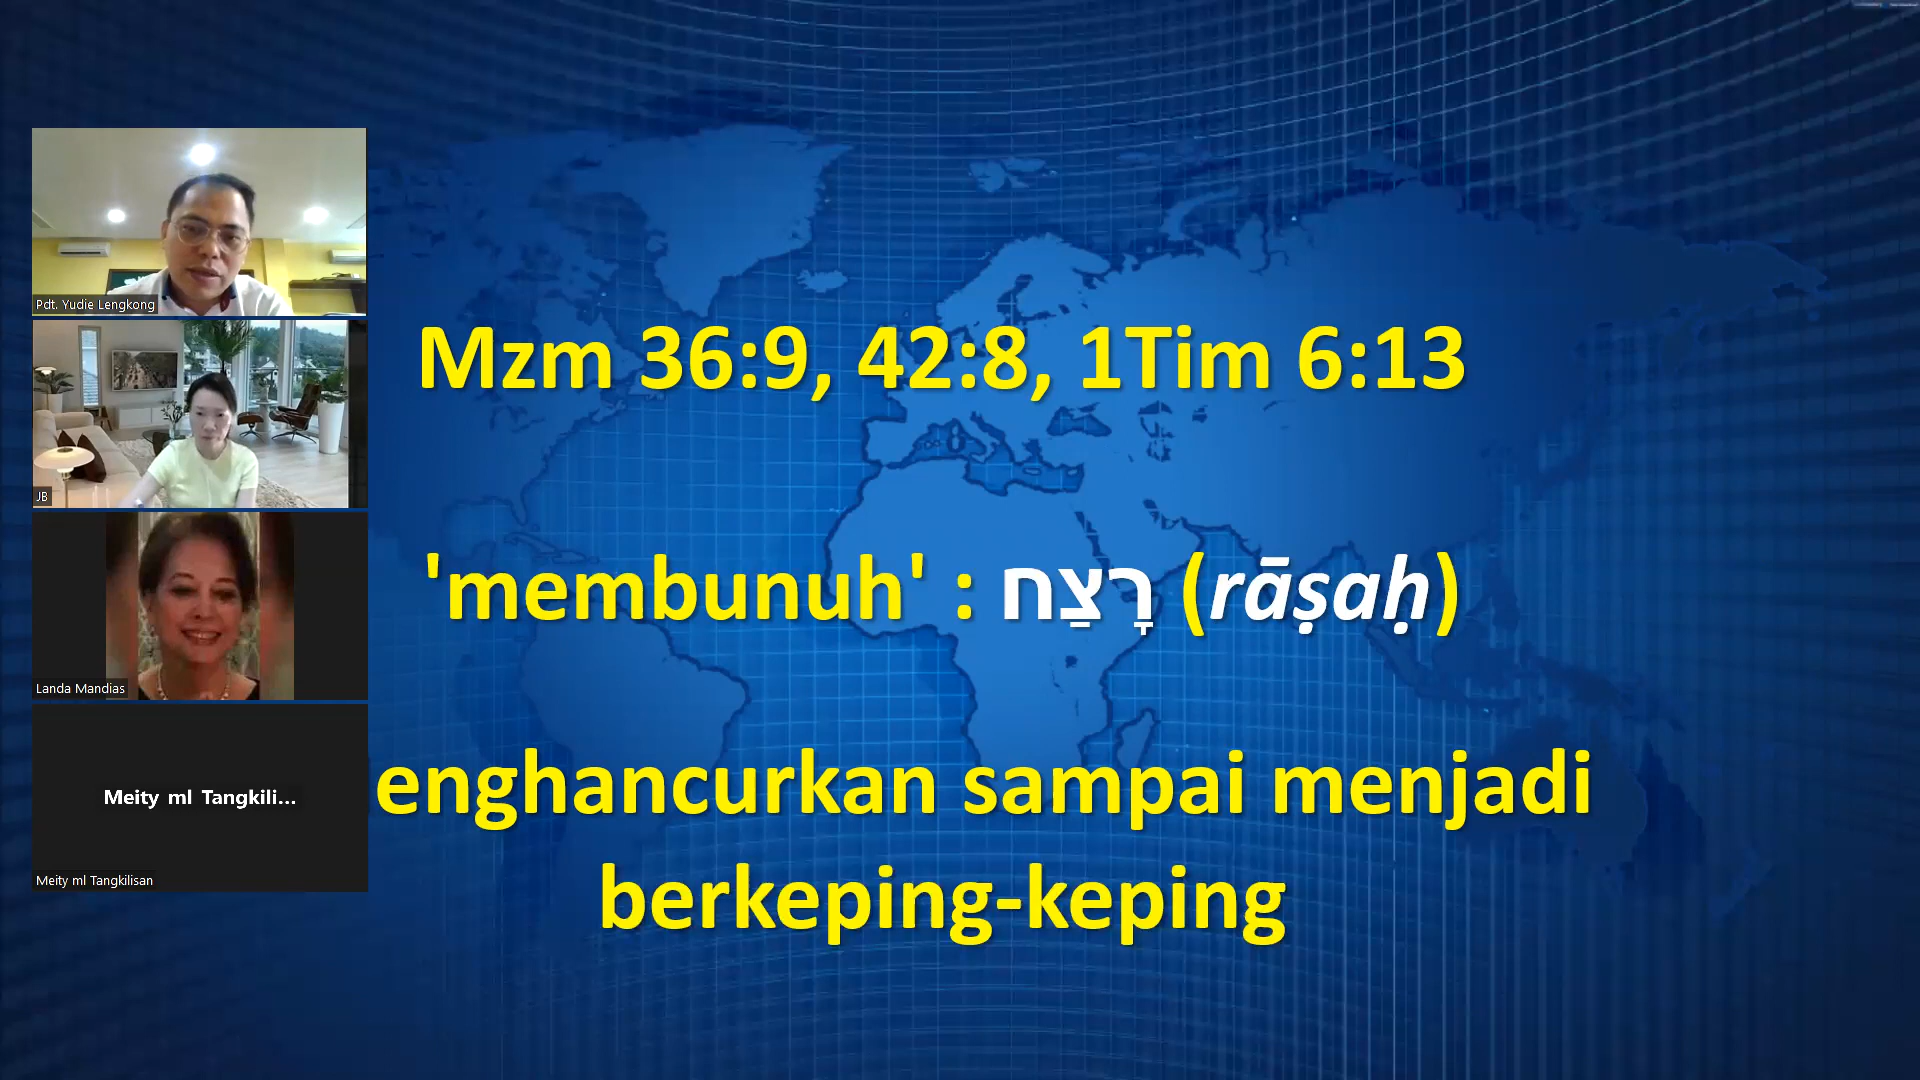 Pdt. Yudie Lengkong
JB
Landa Mandias
Meity ml Tangkili...
Meity ml Tangkilisan
Mzm 36:9, 42:8, 1Tim 6:13
'membunuh' : רָצַח (rāṣaḥ)
enghancurkan sampai menjadi
berkeping-keping